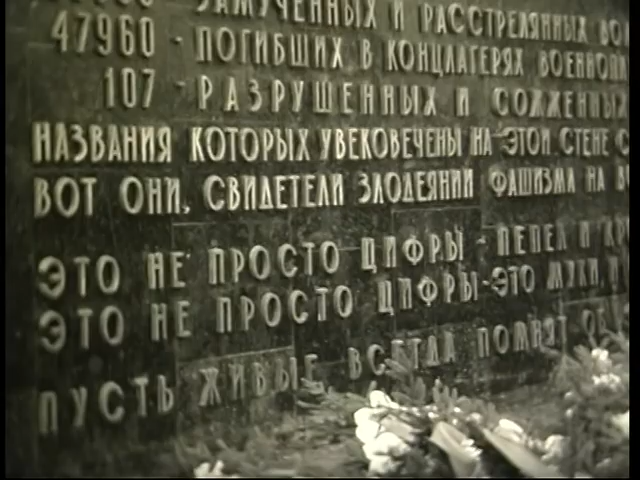 ЗАМУЧЕННЫХ И РАССТРЕЛЯННЫХ
47960 - ПОГИБШИХ В КОНЦЛАГЕРЯХ
107 - РАЗРУШЕННЫХ И СОЖЖЕННЫХ
НАЗВАНИЯ КОТОРЫХ УВЕКОВЕЧЕНЫ НА ЭТОЙ СТЕНЕ
ВОТ ОНИ, СВИДЕТЕЛИ ЗЛОДЕЯНИЙ ФАШИЗМА НА
ЭТО НЕ ПРОСТО ЦИФРЫ - ПЕПЕЛ И
ЭТО НЕ ПРОСТО ЦИФРЫ - ЭТО МУКИ И
ПУСТЬ ЖИВЫЕ ВСЕГДА ПОМНЯТ ОБ